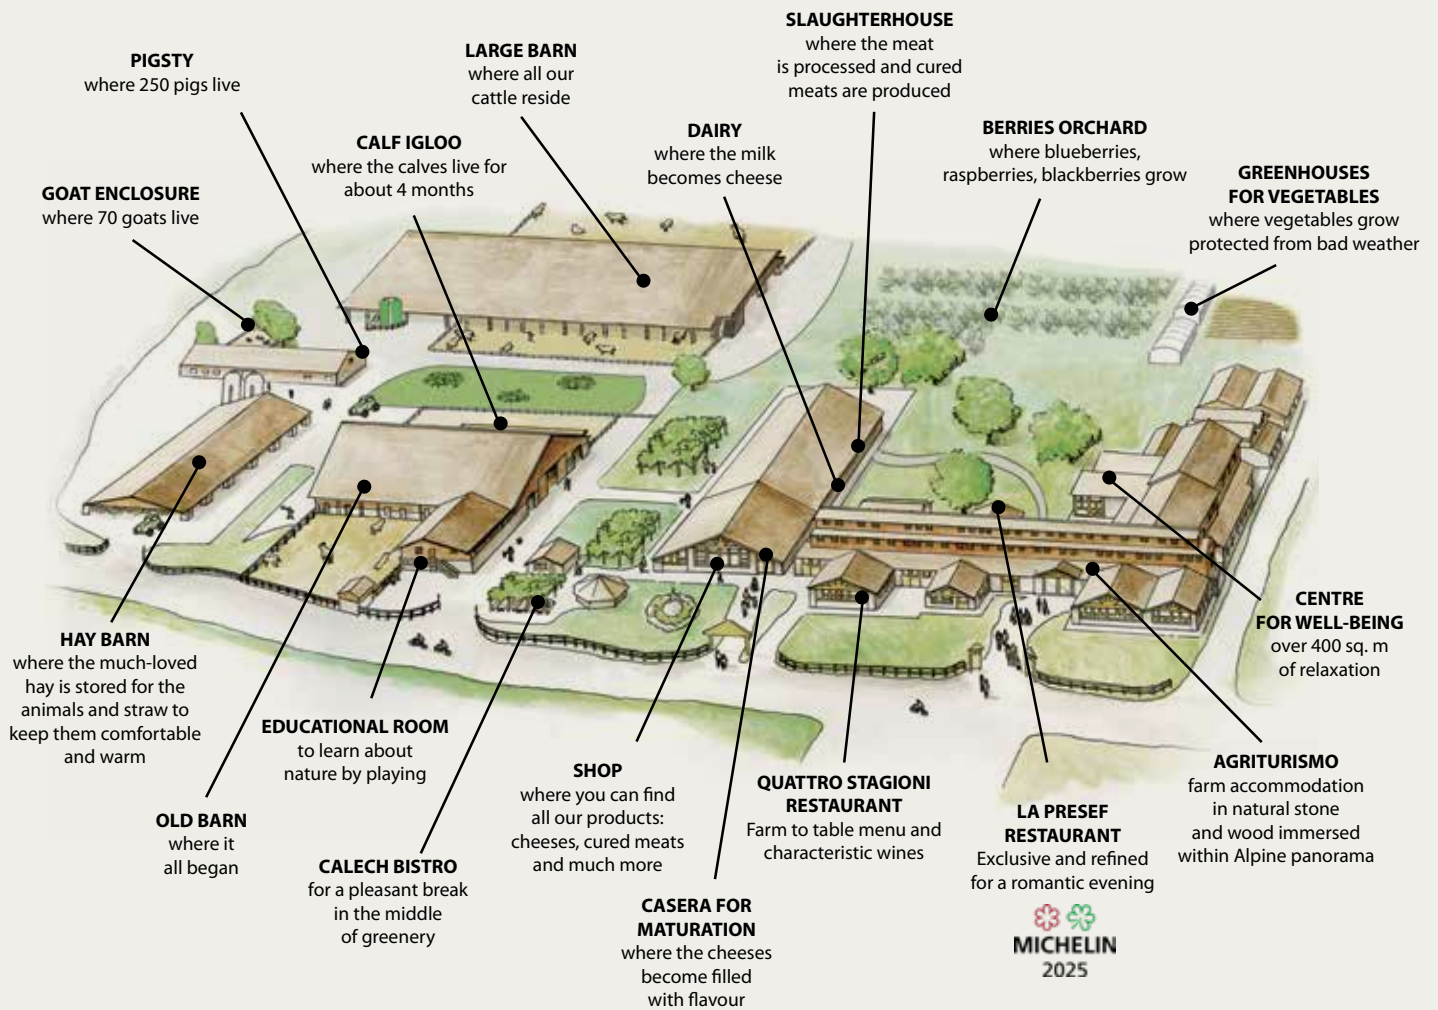 SLAUGHTERHOUSE
where the meat
is processed and cured
meats are produced
LARGE BARN
where all our
cattle reside
PIGSTY
where 250 pigs live
CALF IGLOO
where the calves live for
about 4 months
DAIRY
where the milk
becomes cheese
BERRIES ORCHARD
where blueberries,
raspberries, blackberries grow
GREENHOUSES
FOR VEGETABLES
where vegetables grow
protected from bad weather
GOAT ENCLOSURE
where 70 goats live
HAY BARN
where the much-loved
hay is stored for the
animals and straw to
keep them comfortable
and warm
OLD BARN
where it
all began
EDUCATIONAL ROOM
to learn about
nature by playing
CALECH BISTRO
for a pleasant break
in the middle
of greenery
SHOP
where you can find
all our products:
cheeses, cured meats
and much more
CASERA FOR
MATURATION
where the cheeses
become filled
with flavour
QUATTRO STAGIONI
RESTAURANT
Farm to table menu and
characteristic wines
LA PRESEF
RESTAURANT
Exclusive and refined
for a romantic evening
MICHELIN
2025
AGRITURISMO
farm accommodation
in natural stone
and wood immersed
within Alpine panorama
CENTRE
FOR WELL-BEING
over 400 sq. m
of relaxation